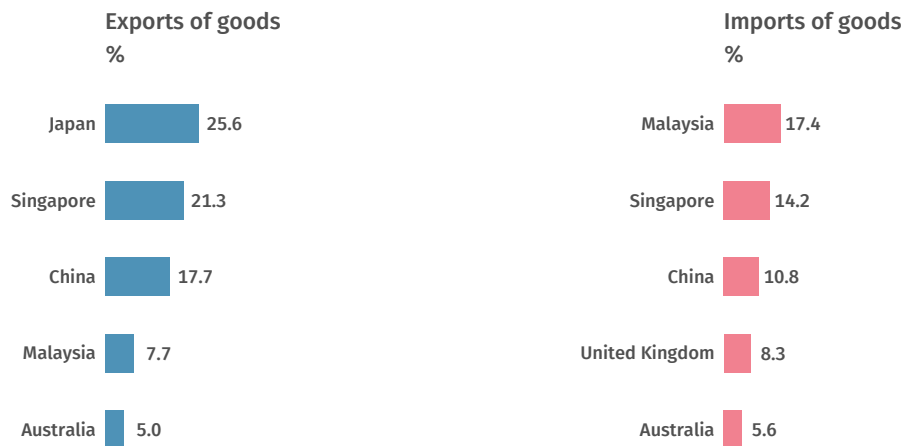 Exports of goods
%
Japan 25.6
Singapore 21.3
China 17.7
Malaysia 7.7
Australia 5.0
Imports of goods
%
Malaysia 17.4
Singapore 14.2
China 10.8
United Kingdom 8.3
Australia 5.6